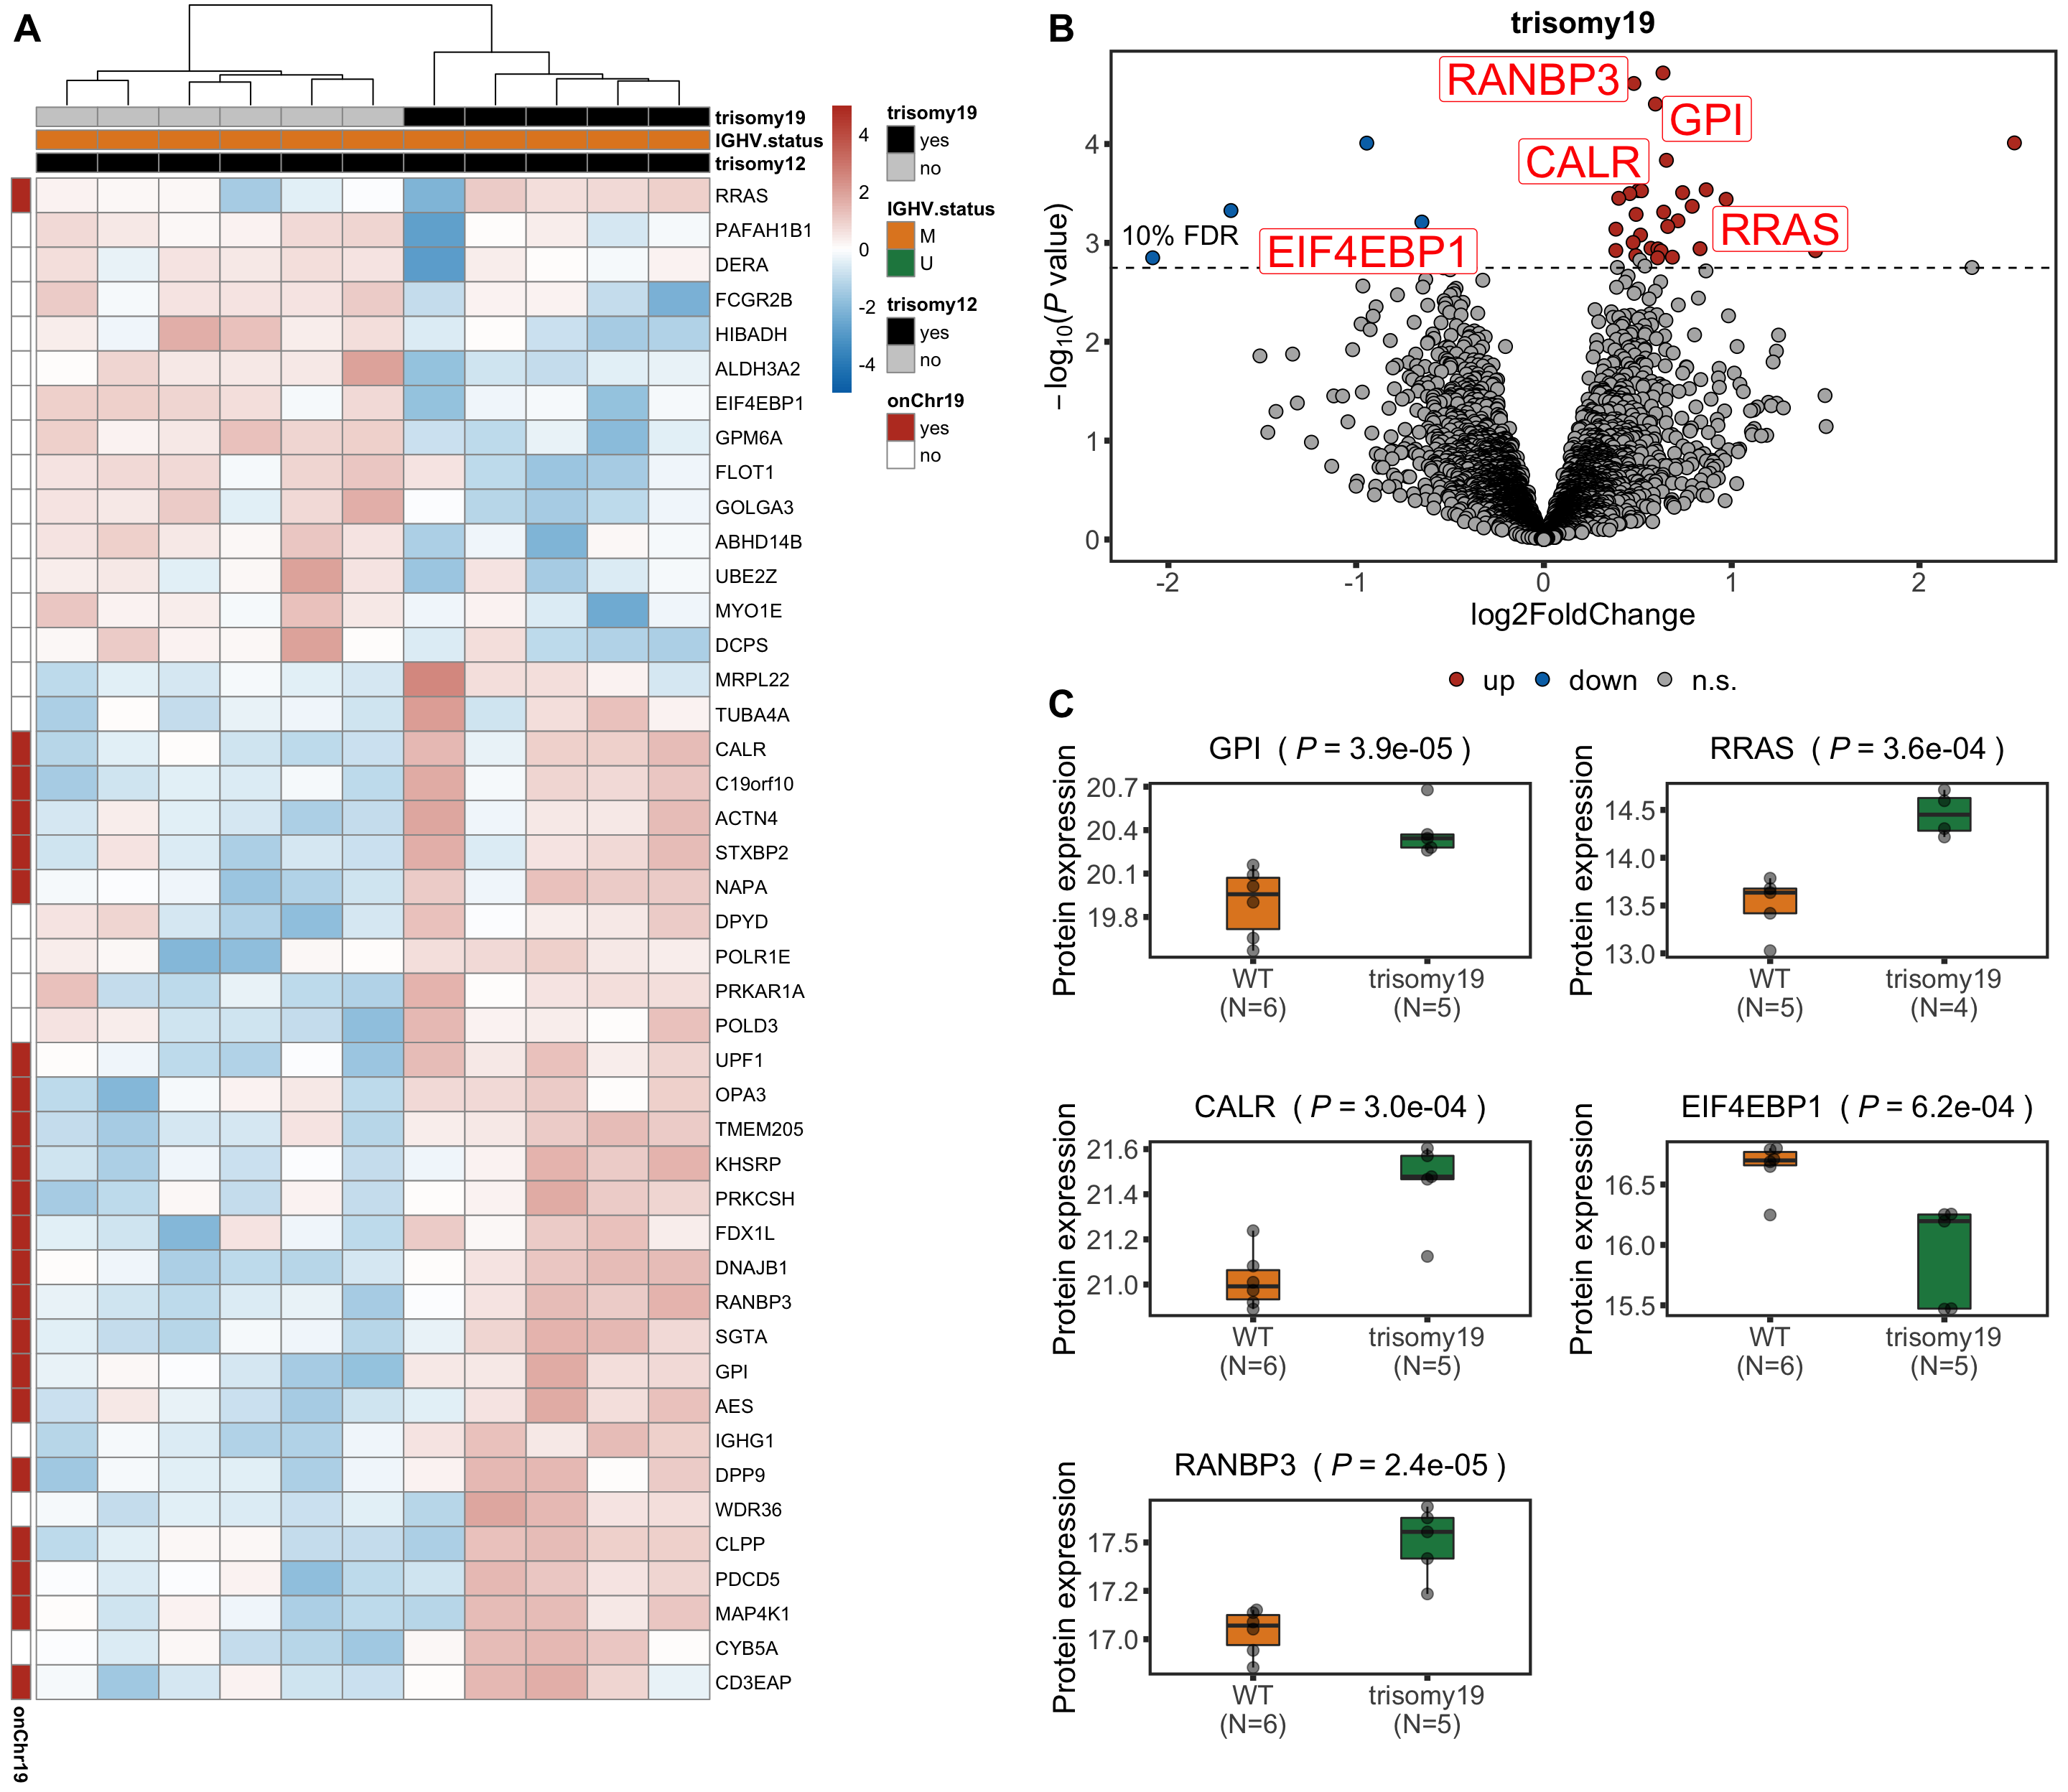 A
trisomy19
IGHV.status
trisomy12
RRAS
PAFAH1B1
DERA
FCGR2B
HIBADH
ALDH3A2
EIF4EBP1
GPM6A
FLOT1
GOLGA3
ABHD14B
UBE2Z
MYO1E
DCPS
MRPL22
TUBA4A
CALR
C19orf10
ACTN4
STXBP2
NAPA
DPYD
POLR1E
PRKAR1A
POLD3
UPF1
OPA3
TMEM205
KHSRP
PRKCSH
FDX1L
DNAJB1
RANBP3
SGTA
GPI
AES
IGHG1
DPP9
WDR36
CLPP
PDCD5
MAP4K1
CYB5A
CD3EAP
onChr19
4
2
0
-2
-4
trisomy19
yes
no
IGHV.status
M
U
trisomy12
yes
no
onChr19
yes
no
B
trisomy19
RANBP3
GPI
CALR
RRAS
EIF4EBP1
10% FDR
−log10(P value)
4
3
2
1
0
-2 -1 0 1 2
log2FoldChange
up down n.s.
C
GPI ( P = 3.9e-05 )
Protein expression
20.7
20.4
20.1
19.8
WT trisomy19
(N=6) (N=5)
RRAS ( P = 3.6e-04 )
Protein expression
14.5
14.0
13.5
13.0
WT trisomy19
(N=5) (N=4)
CALR ( P = 3.0e-04 )
Protein expression
21.6
21.4
21.2
21.0
WT trisomy19
(N=6) (N=5)
EIF4EBP1 ( P = 6.2e-04 )
Protein expression
16.5
16.0
15.5
WT trisomy19
(N=6) (N=5)
RANBP3 ( P = 2.4e-05 )
Protein expression
17.5
17.2
17.0
WT trisomy19
(N=6) (N=5)